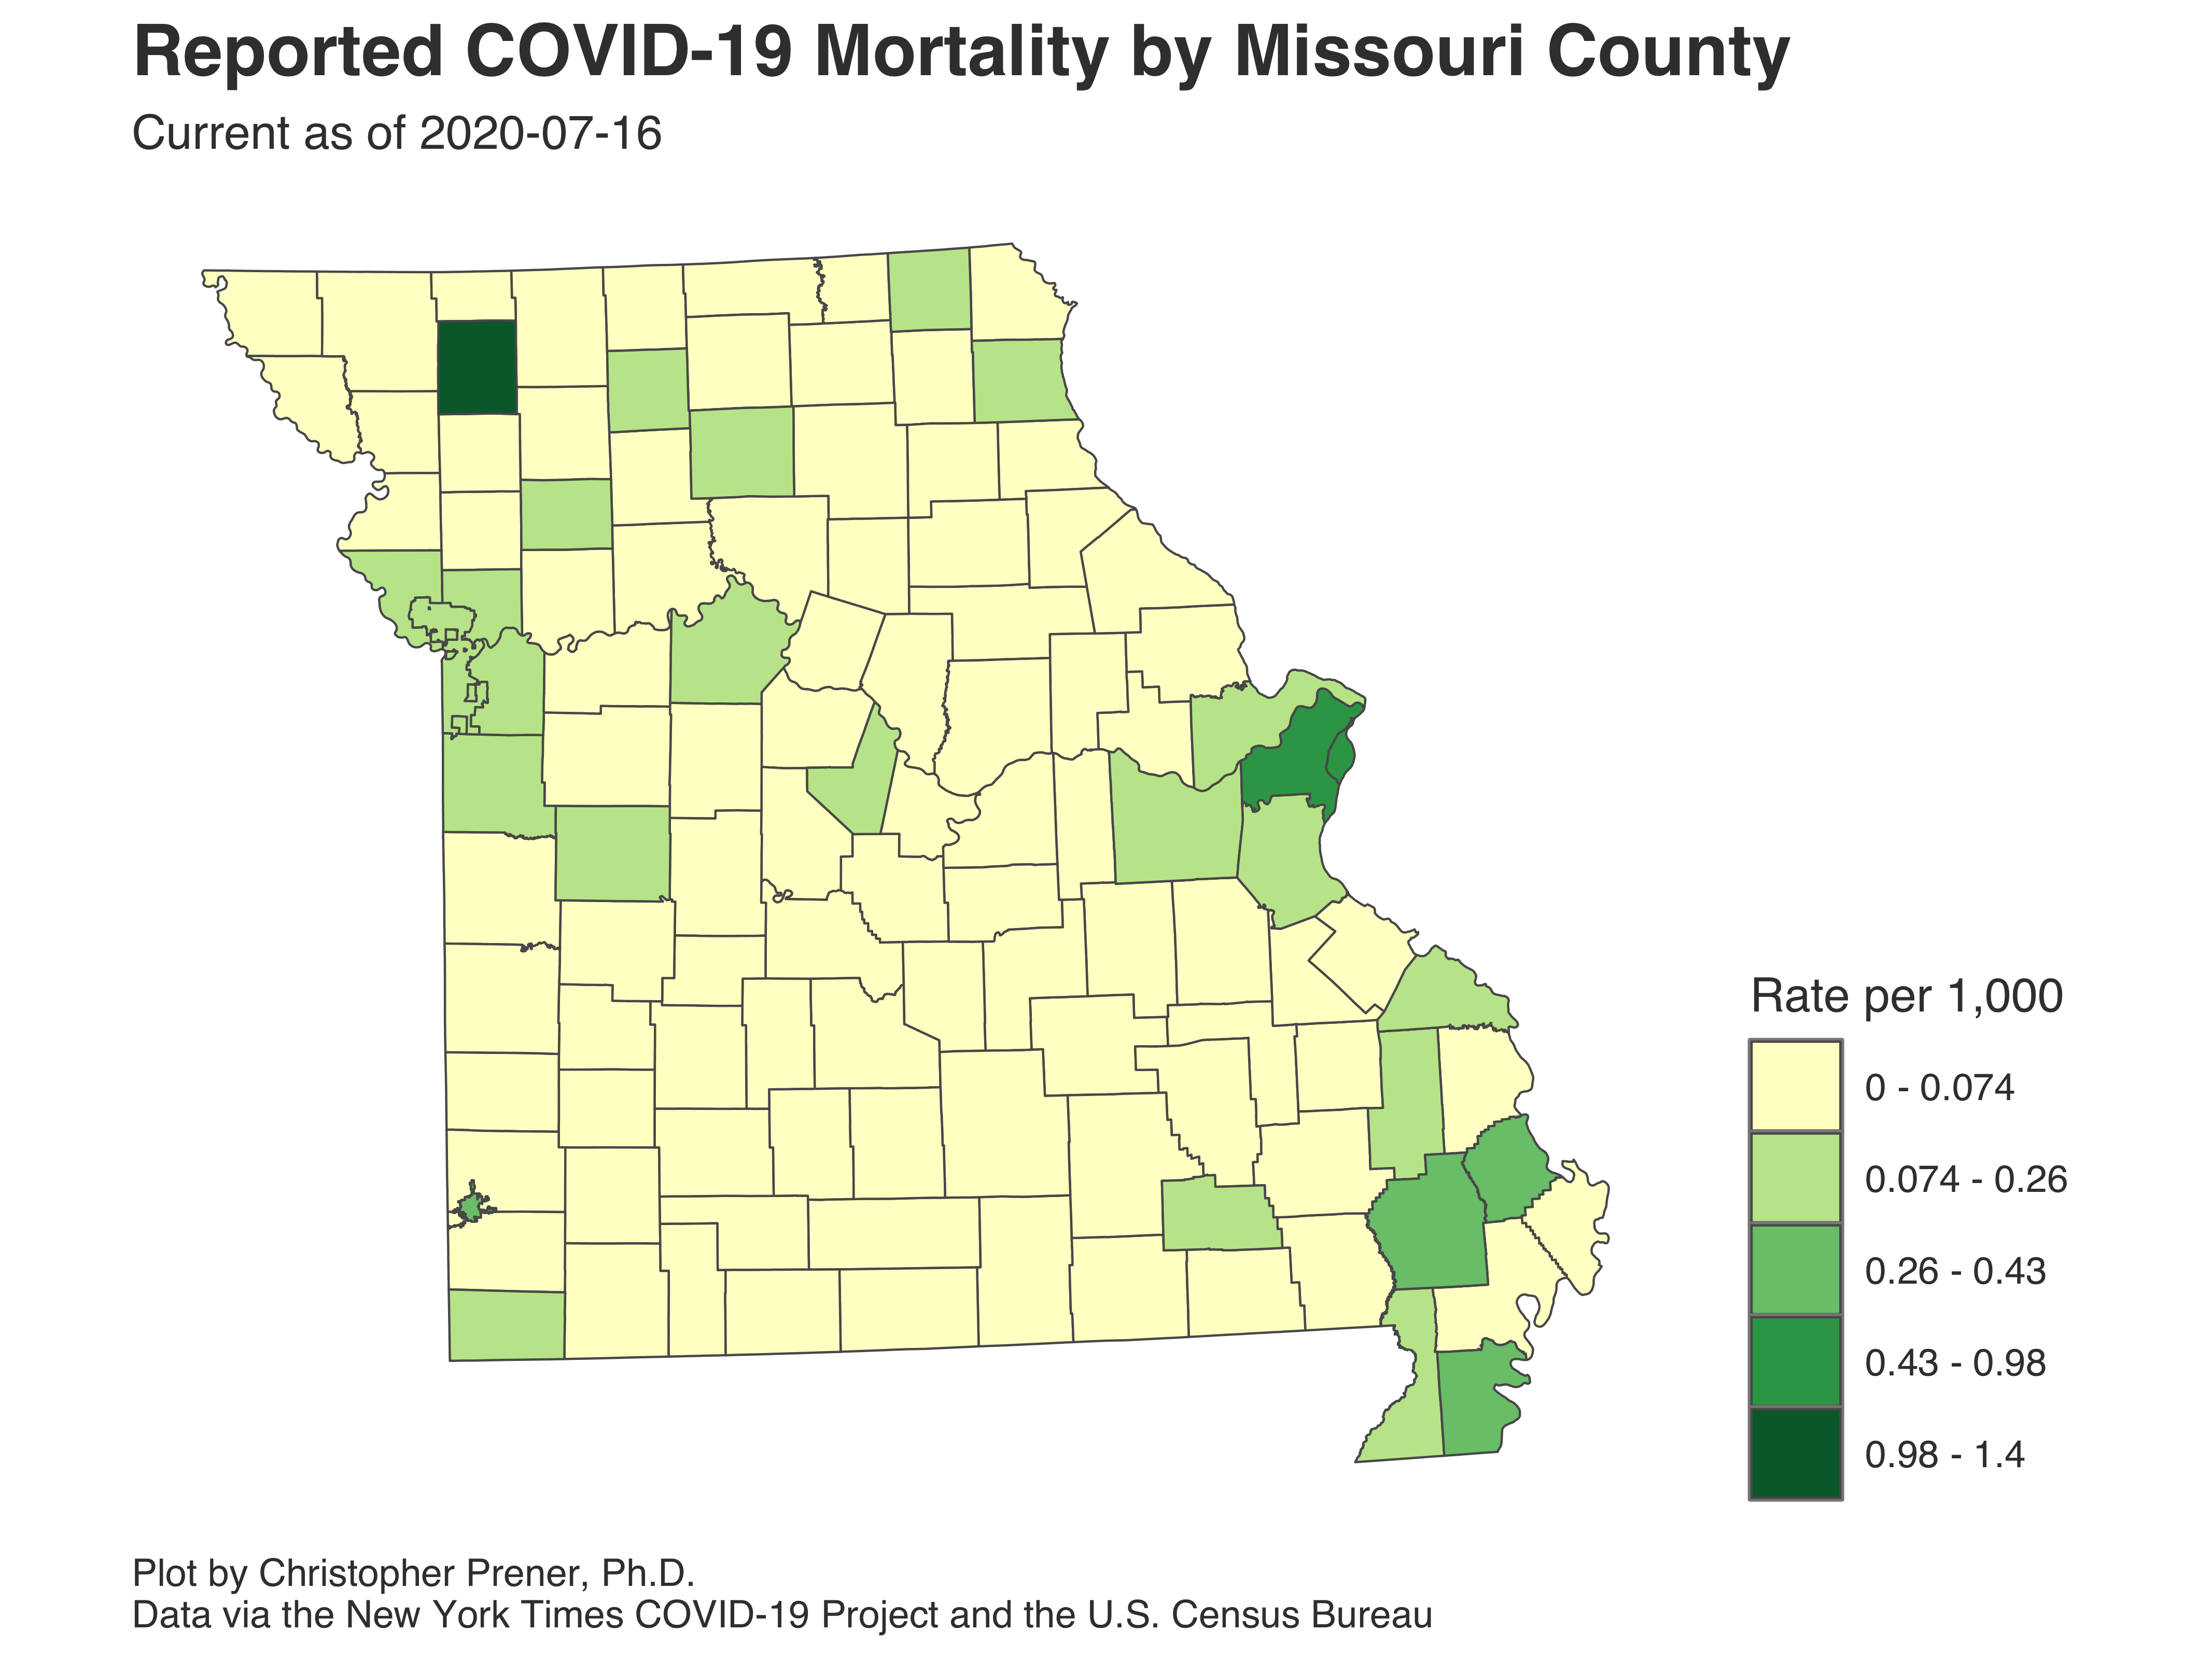 Reported COVID-19 Mortality by Missouri County
Current as of 2020-07-16
Rate per 1,000
0 - 0.074
0.074 - 0.26
0.26 - 0.43
0.43 - 0.98
0.98 - 1.4
Plot by Christopher Prener, Ph.D.
Data via the New York Times COVID-19 Project and the U.S. Census Bureau